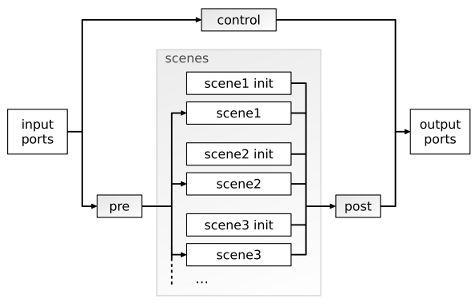 control
scenes
scene1 init
scene1
input
ports
output
ports
scene2 init
scene2
pre
post
scene3 init
scene3
...